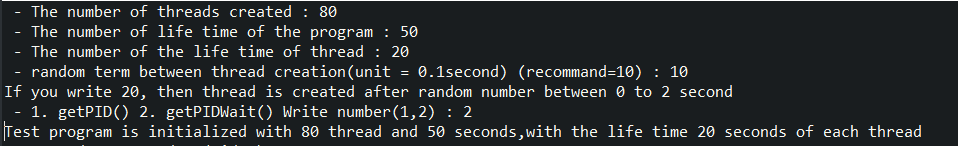 - The number of threads created : 80
- The number of life time of the program : 50
- The number of the life time of thread : 20
- random term between thread creation(unit = 0.1second) (recommand=10) : 10
If you write 20, then thread is created after random number between 0 to 2 second
- 1. getPID() 2. getPIDWait() Write number(1,2) : 2
Test program is initialized with 80 thread and 50 seconds,with the life time 20 seconds of each thread